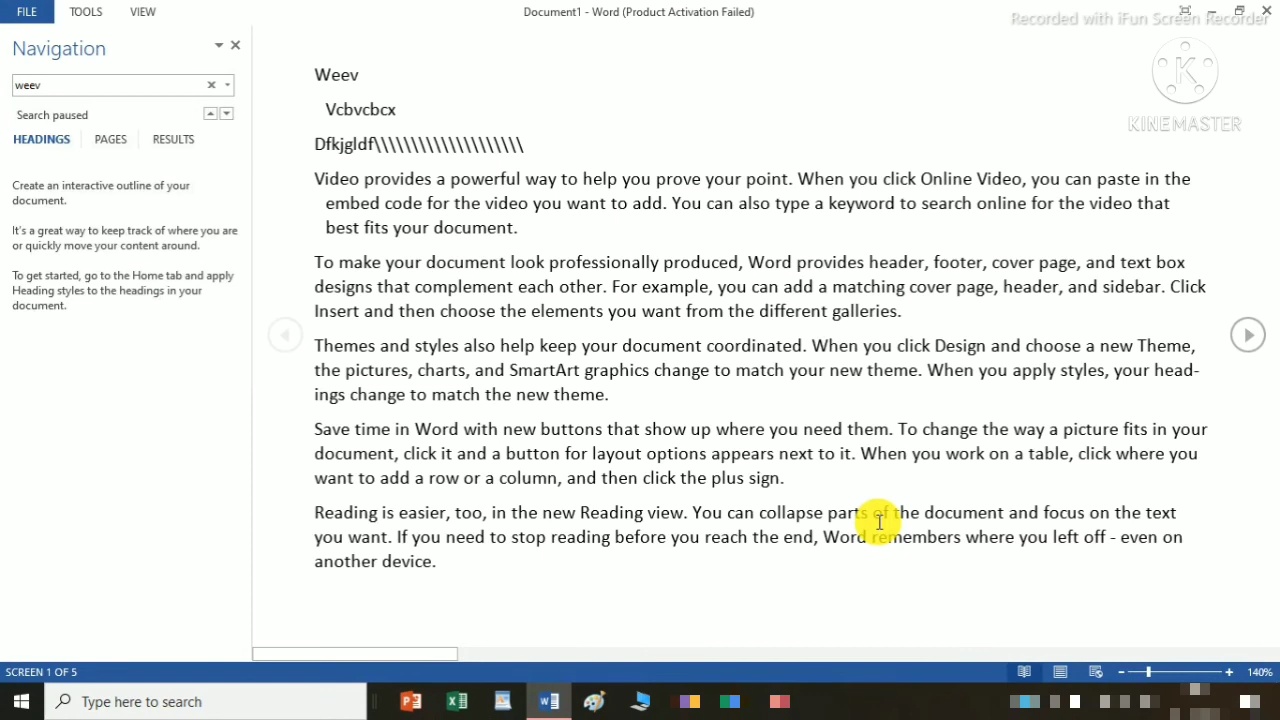 FILE TOOLS VIEW Document1 - Word (Product Activation Failed)
Recorded with iFun Screen Recorder
KINEMASTER
Navigation
weev
Search paused
HEADINGS PAGES RESULTS
Create an interactive outline of your
document.
It's a great way to keep track of where you are
or quickly move your content around.
To get started, go to the Home tab and apply
Heading styles to the headings in your
document.
Weev
Vcbvcbcx
Dfkjgldf\\\\\\\\\\\\\\\\\\\\
Video provides a powerful way to help you prove your point. When you click Online Video, you can paste in the
embed code for the video you want to add. You can also type a keyword to search online for the video that
best fits your document.
To make your document look professionally produced, Word provides header, footer, cover page, and text box
designs that complement each other. For example, you can add a matching cover page, header, and sidebar. Click
Insert and then choose the elements you want from the different galleries.
Themes and styles also help keep your document coordinated. When you click Design and choose a new Theme,
the pictures, charts, and SmartArt graphics change to match your new theme. When you apply styles, your head-
ings change to match the new theme.
Save time in Word with new buttons that show up where you need them. To change the way a picture fits in your
document, click it and a button for layout options appears next to it. When you work on a table, click where you
want to add a row or a column, and then click the plus sign.
Reading is easier, too, in the new Reading view. You can collapse parts of the document and focus on the text
you want. If you need to stop reading before you reach the end, Word remembers where you left off - even on
another device.
SCREEN 1 OF 5
140%
Type here to search